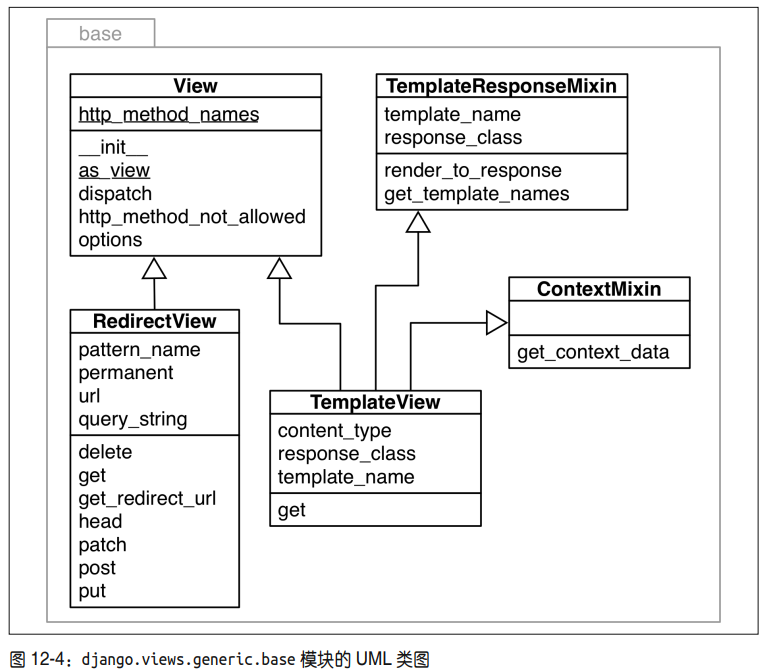 base
View
http_method_names
__init__
as_view
dispatch
http_method_not_allowed
options
TemplateResponseMixin
template_name
response_class
render_to_response
get_template_names
ContextMixin
get_context_data
RedirectView
pattern_name
permanent
url
query_string
delete
get
get_redirect_url
head
patch
post
put
TemplateView
content_type
response_class
template_name
get
图 12-4：django.views.generic.base 模块的 UML 类图